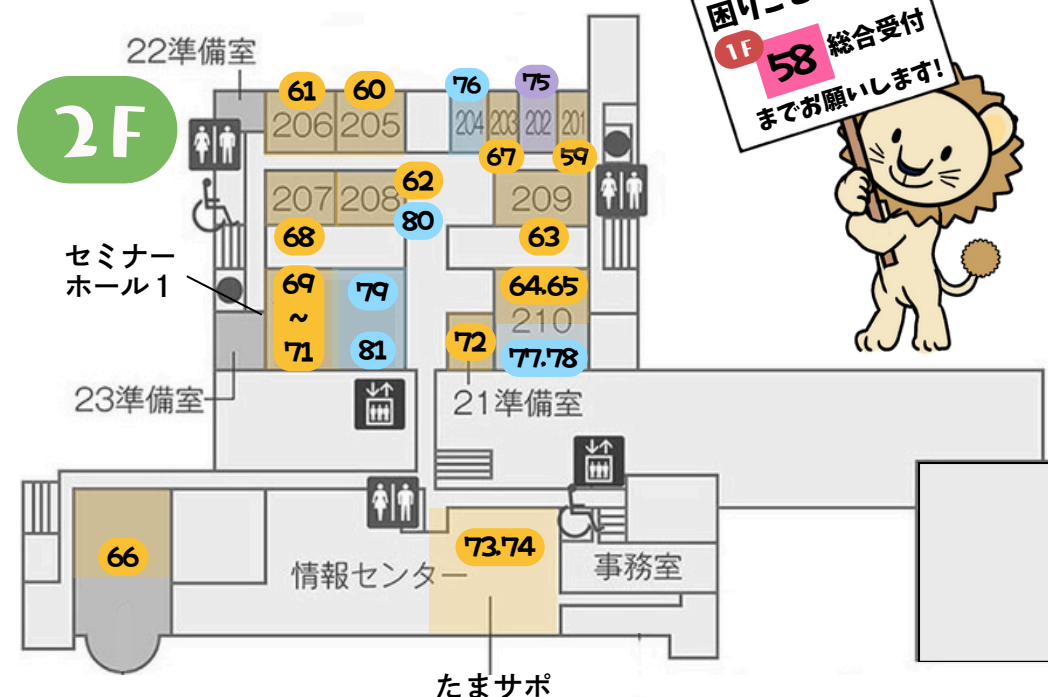 困りごと
1F 58 総合受付
までお願いします!
2F
22準備室
61 60 76 75
206 205 204 203 202 201
67 59
207 208 62 209
80
68 63
セミナー
ホール1
69 79 64.65
~ 210
71 81 72 77.78
23準備室 21準備室
66 73.74
情報センター 事務室
たまサポ